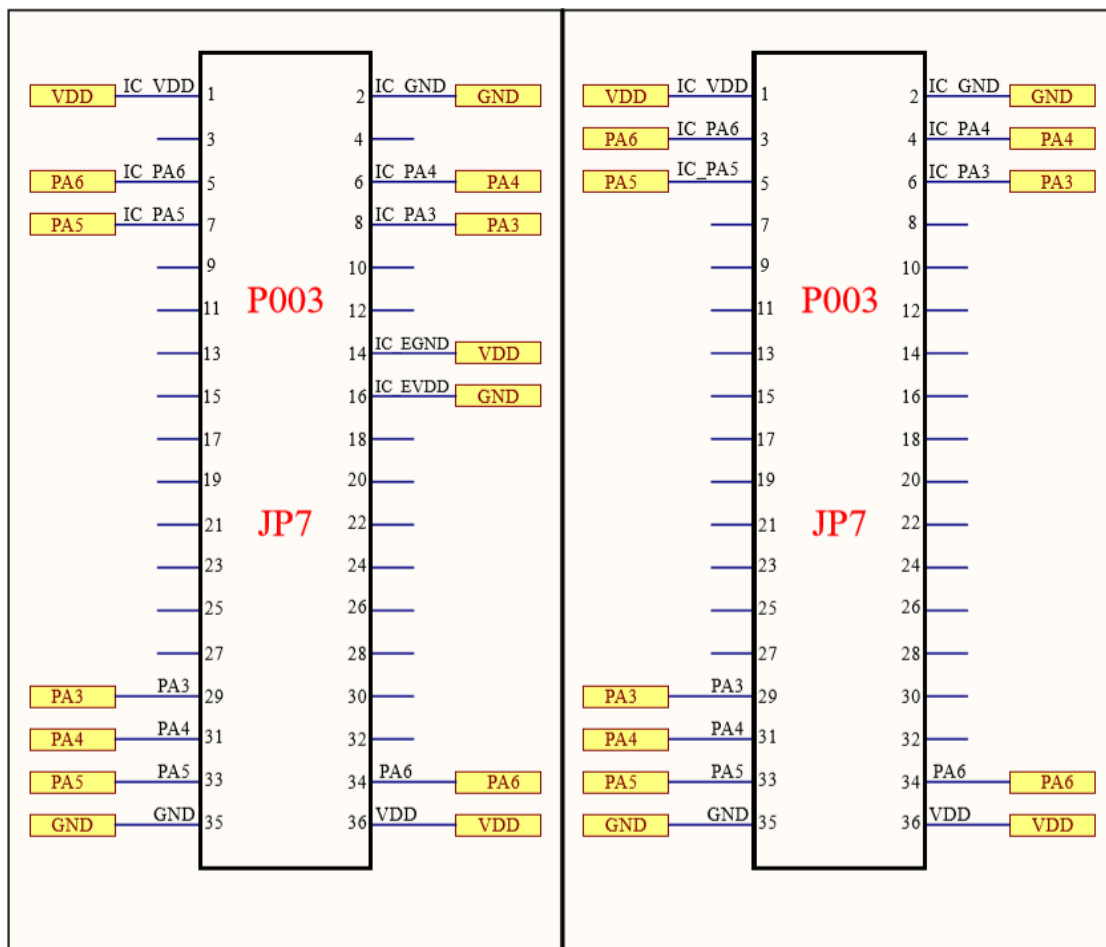 VDD IC_VDD 1 2 IC_GND GND
3 4
PA6 IC_PA6 5 6 IC_PA4 PA4
PA5 IC_PA5 7 8 IC_PA3 PA3
9 10
P003
11 12
13 14 IC_EGND VDD
15 16 IC_EVDD GND
17 18
19 20
JP7
21 22
23 24
25 26
27 28
PA3 PA3 29 30
PA4 PA4 31 32
PA5 PA5 33 34 PA6 PA6
GND GND 35 36 VDD VDD
VDD IC_VDD 1 2 IC_GND GND
PA6 IC_PA6 3 4 IC_PA4 PA4
PA5 IC_PA5 5 6 IC_PA3 PA3
7 8
9 10
P003
11 12
13 14
15 16
17 18
19 20
JP7
21 22
23 24
25 26
27 28
PA3 PA3 29 30
PA4 PA4 31 32
PA5 PA5 33 34 PA6 PA6
GND GND 35 36 VDD VDD